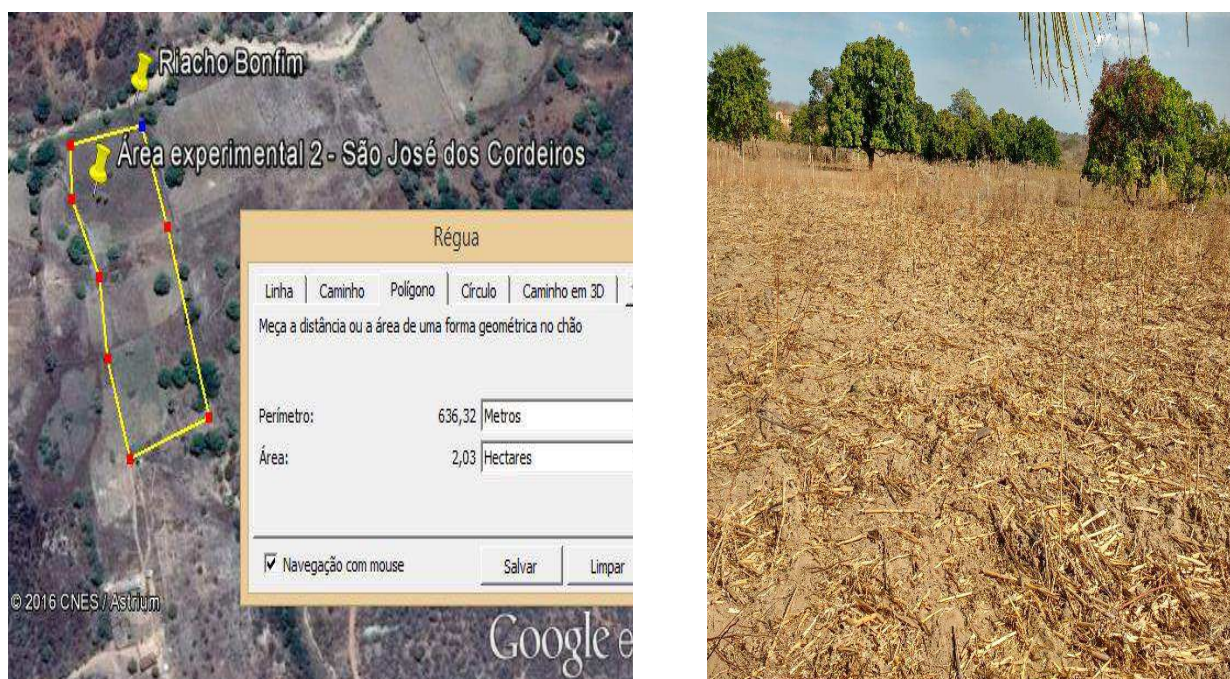 Riacho Bonfim
Área experimental 2 - São José dos Cordeiros
Régua
Linha
Caminho
Polígono
Círculo
Caminho em 3D
Meça a distância ou a área de uma forma geométrica no chão
Perímetro: 636,32 Metros
Área: 2,03 Hectares
Navegação com mouse
Salvar
Limpar
© 2016 CNES / Astrium
Google e